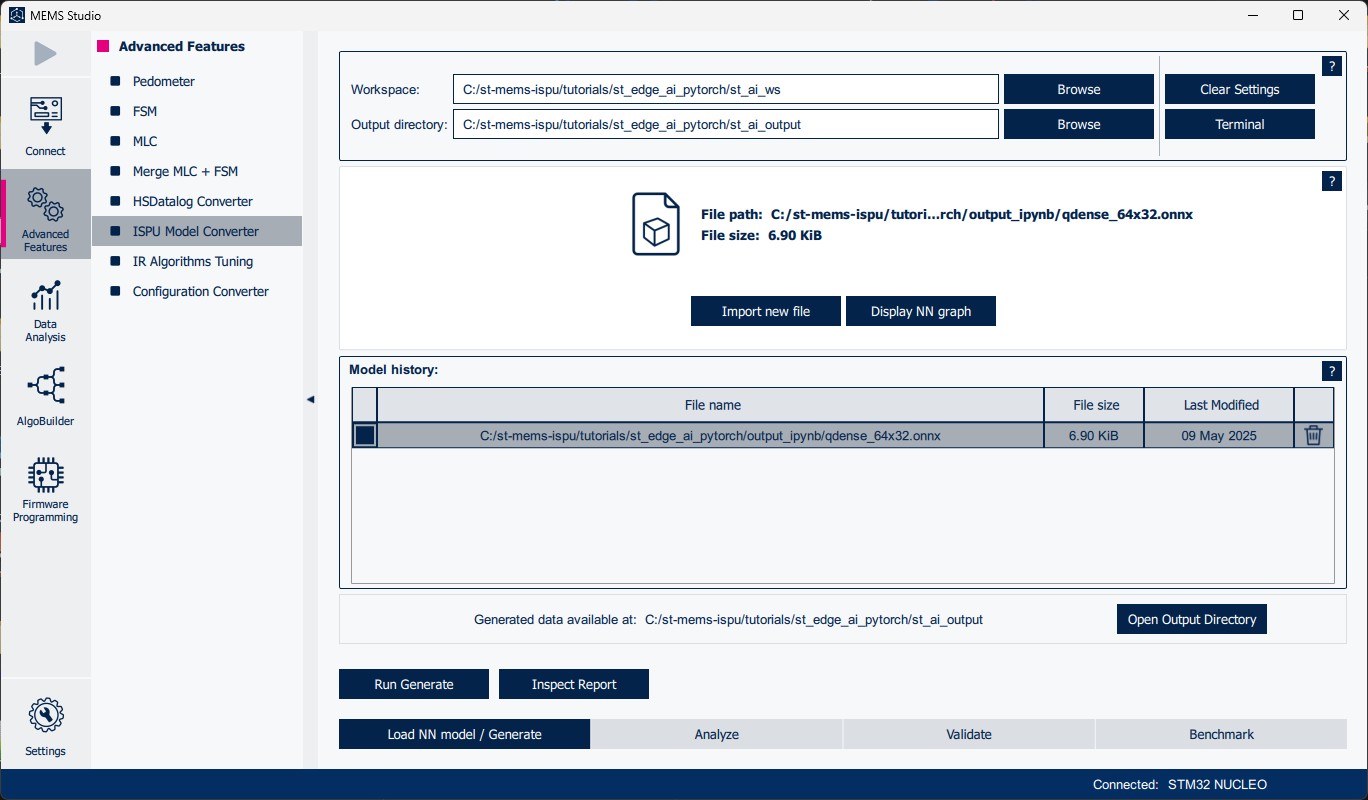 MEMS Studio
Connect
Advanced
Features
Data
Analysis
AlgoBuilder
Firmware
Programming
Settings
Advanced Features
Pedometer
FSM
MLC
Merge MLC + FSM
HSDatalog Converter
ISPU Model Converter
IR Algorithms Tuning
Configuration Converter
?
Workspace: C:/st-mems-ispu/tutorials/st_edge_ai_pytorch/st_ai_ws Browse Clear Settings
Output directory: C:/st-mems-ispu/tutorials/st_edge_ai_pytorch/st_ai_output Browse Terminal
?
File path: C:/st-mems-ispu/tutori...rch/output_ipynb/qdense_64x32.onnx
File size: 6.90 KiB
Import new file Display NN graph
Model history: ?
File name File size Last Modified
C:/st-mems-ispu/tutorials/st_edge_ai_pytorch/output_ipynb/qdense_64x32.onnx 6.90 KiB 09 May 2025
Generated data available at: C:/st-mems-ispu/tutorials/st_edge_ai_pytorch/st_ai_output Open Output Directory
Run Generate Inspect Report
Load NN model / Generate Analyze Validate Benchmark
Connected: STM32 NUCLEO